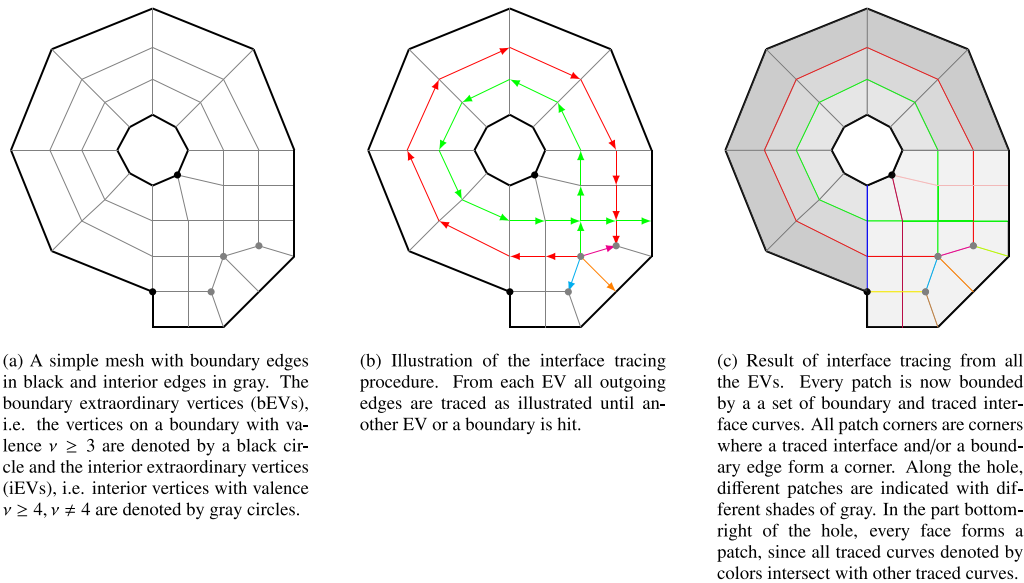 (a) A simple mesh with boundary edges
in black and interior edges in gray. The
boundary extraordinary vertices (bEVs),
i.e. the vertices on a boundary with va-
lence ν ≥ 3 are denoted by a black cir-
cle and the interior extraordinary vertices
(iEVs), i.e. interior vertices with valence
ν ≥ 4, ν ≠ 4 are denoted by gray circles.
(b) Illustration of the interface tracing
procedure. From each EV all outgoing
edges are traced as illustrated until an-
other EV or a boundary is hit.
(c) Result of interface tracing from all
the EVs. Every patch is now bounded
by a a set of boundary and traced inter-
face curves. All patch corners are corners
where a traced interface and/or a bound-
ary edge form a corner. Along the hole,
different patches are indicated with dif-
ferent shades of gray. In the part bottom-
right of the hole, every face forms a
patch, since all traced curves denoted by
colors intersect with other traced curves.